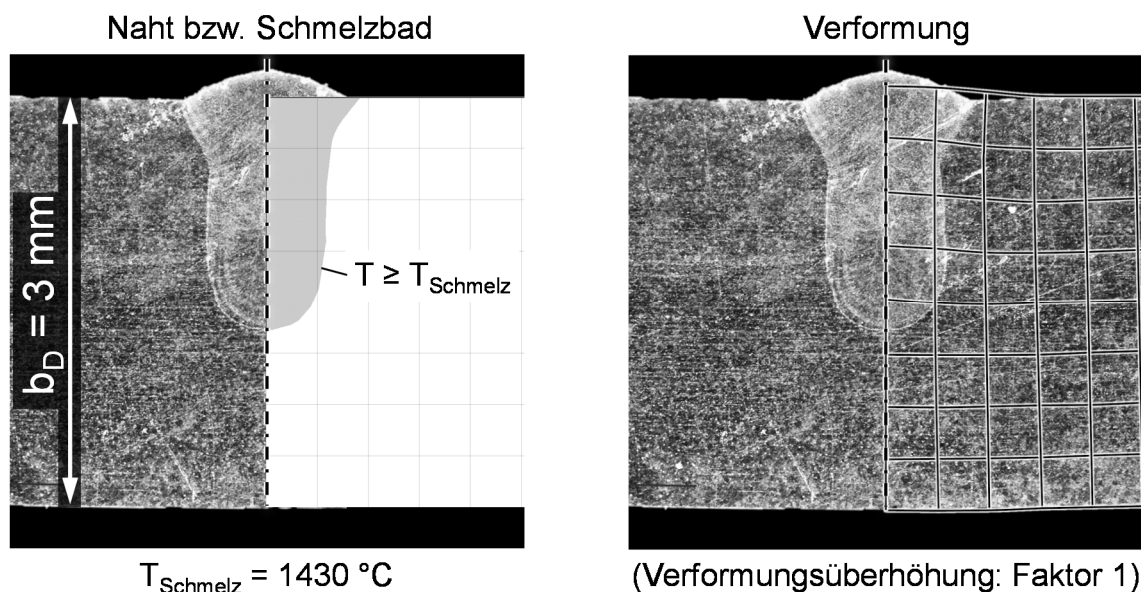 Naht bzw. Schmelzbad
Verformung
b_D = 3 mm
T ≥ T_Schmelz
T_Schmelz = 1430 °C
(Verformungsüberhöhung: Faktor 1)